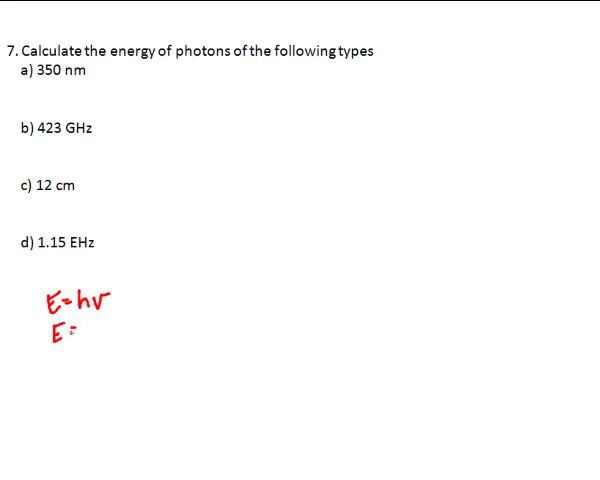 7. Calculate the energy of photons of the following types
a) 350 nm
b) 423 GHz
c) 12 cm
d) 1.15 EHz
E=hν
E=